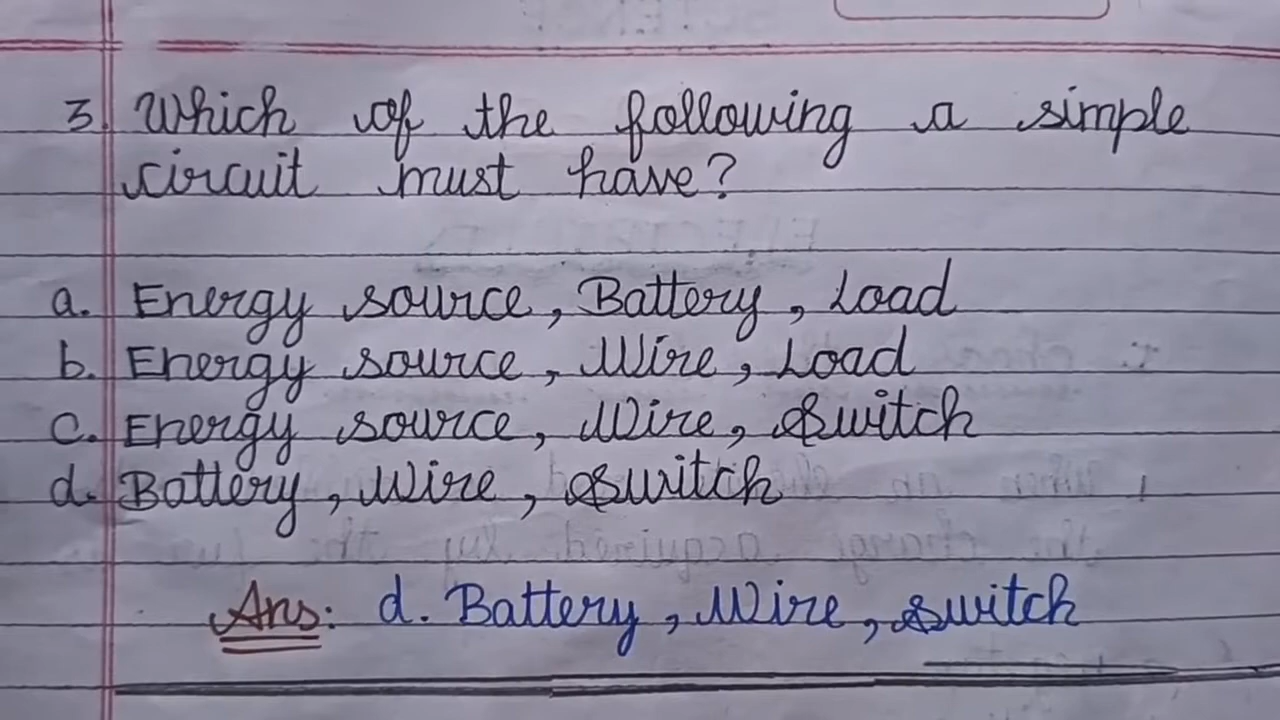 3. Which of the following a simple
circuit must have?
a. Energy source, Battery, Load
b. Energy source, Wire, Load
c. Energy source, Wire, Switch
d. Battery, Wire, Switch
Ans: d. Battery, Wire, Switch